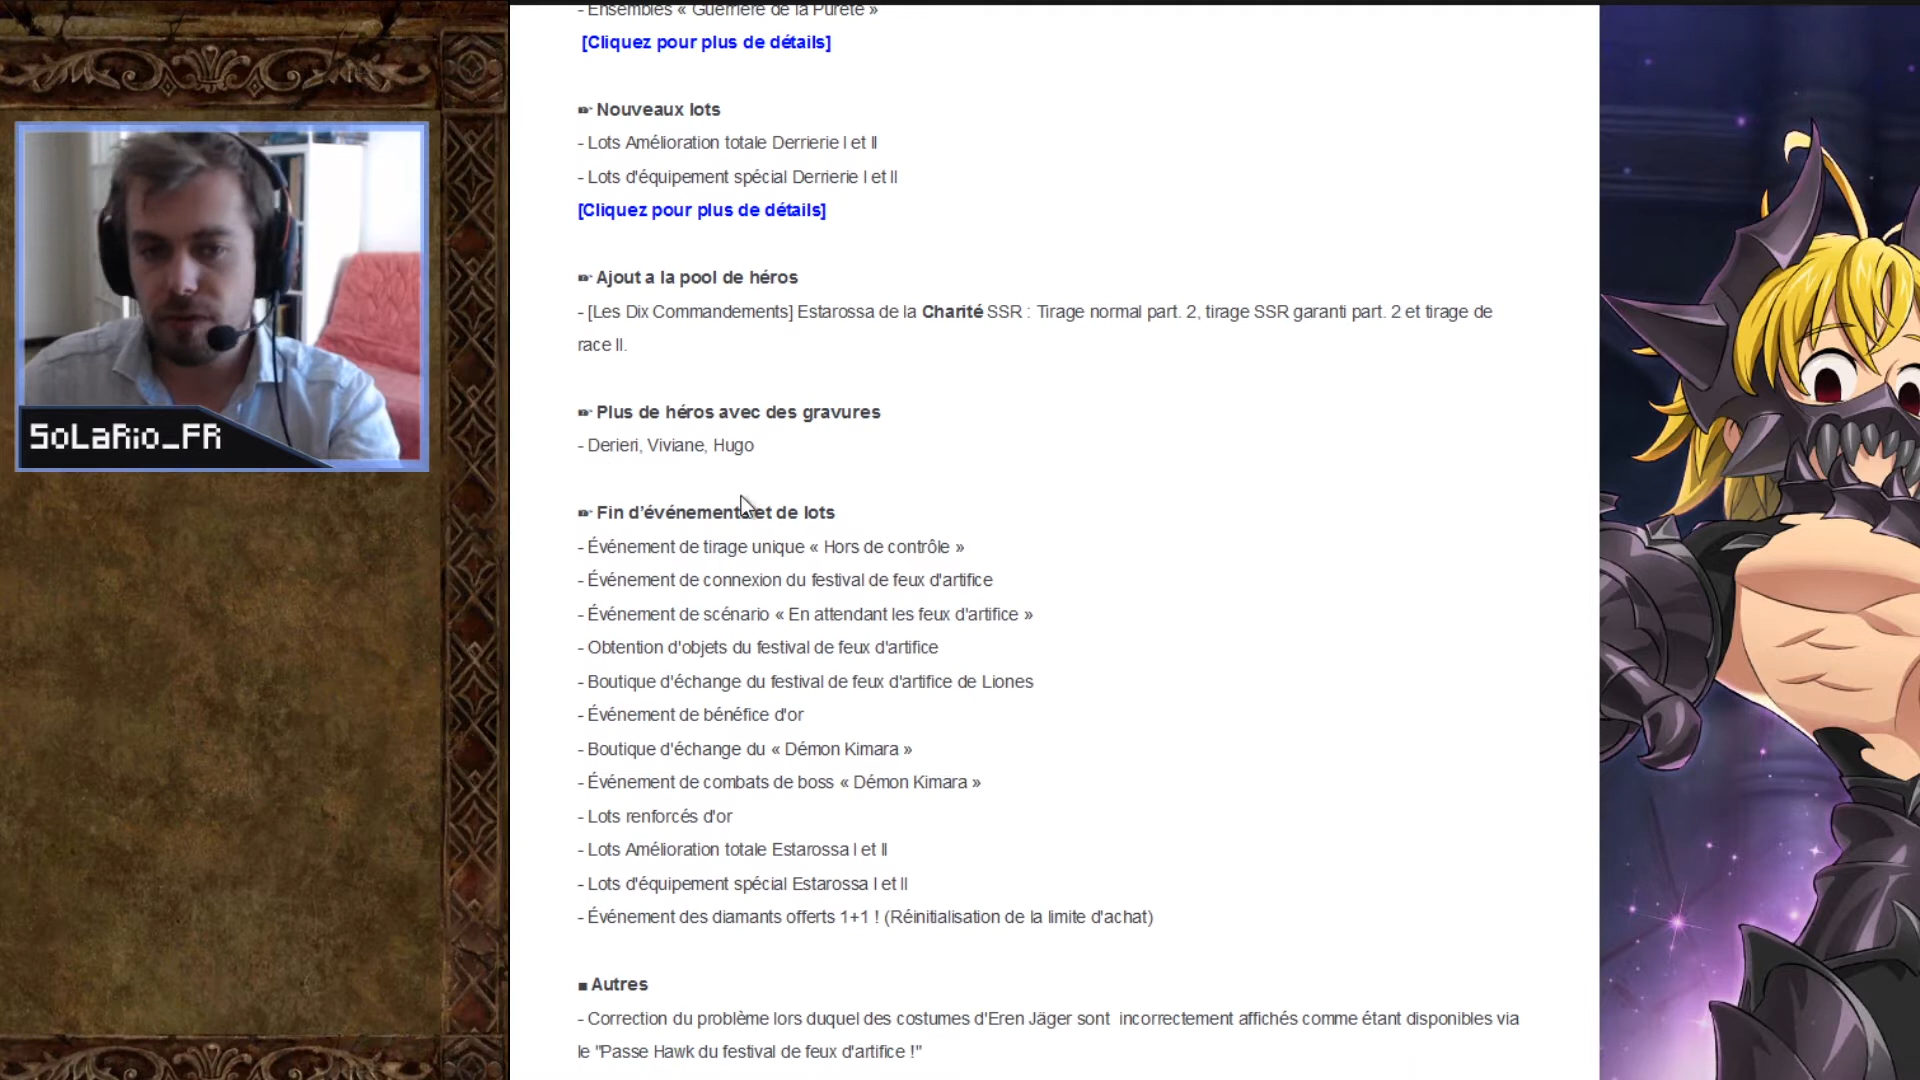 - Ensembles « Guerrière de la Pureté »
[Cliquez pour plus de détails]
☛ Nouveaux lots
- Lots Amélioration totale Derrierie I et II
- Lots d'équipement spécial Derrierie I et II
[Cliquez pour plus de détails]
☛ Ajout a la pool de héros
- [Les Dix Commandements] Estarossa de la Charité SSR : Tirage normal part. 2, tirage SSR garanti part. 2 et tirage de
race II.
☛ Plus de héros avec des gravures
- Derieri, Viviane, Hugo
☛ Fin d’événements et de lots
- Événement de tirage unique « Hors de contrôle »
- Événement de connexion du festival de feux d'artifice
- Événement de scénario « En attendant les feux d'artifice »
- Obtention d'objets du festival de feux d'artifice
- Boutique d'échange du festival de feux d'artifice de Liones
- Événement de bénéfice d'or
- Boutique d'échange du « Démon Kimara »
- Événement de combats de boss « Démon Kimara »
- Lots renforcés d'or
- Lots Amélioration totale Estarossa I et II
- Lots d'équipement spécial Estarossa I et II
- Événement des diamants offerts 1+1 ! (Réinitialisation de la limite d'achat)
■ Autres
- Correction du problème lors duquel des costumes d'Eren Jäger sont incorrectement affichés comme étant disponibles via
le "Passe Hawk du festival de feux d'artifice !"
SoLaRio_FR